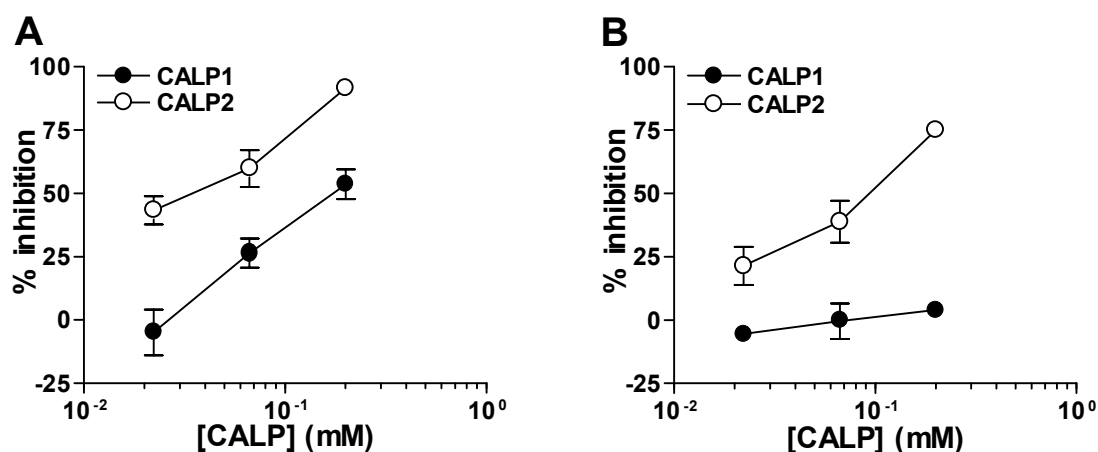 A
100
75
50
25
0
-25
% inhibition
CALP1
CALP2
10⁻²
10⁻¹
10⁰
[CALP] (mM)
B
100
75
50
25
0
-25
% inhibition
CALP1
CALP2
10⁻²
10⁻¹
10⁰
[CALP] (mM)